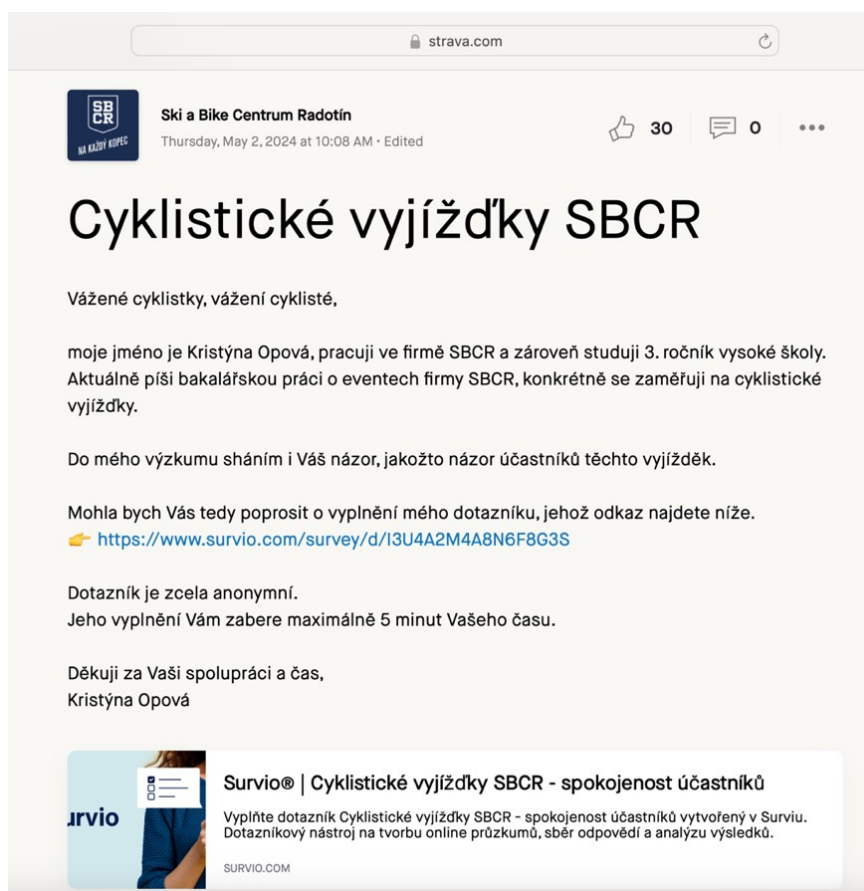 strava.com
SB
CR
NA KAŽDÝ KOPEC
Ski a Bike Centrum Radotín
Thursday, May 2, 2024 at 10:08 AM • Edited
30
0
Cyklistické vyjížďky SBCR
Vážené cyklistky, vážení cyklisté,
moje jméno je Kristýna Opová, pracuji ve firmě SBCR a zároveň studuji 3. ročník vysoké školy.
Aktuálně píši bakalářskou práci o eventech firmy SBCR, konkrétně se zaměřuji na cyklistické
vyjížďky.
Do mého výzkumu sháním i Váš názor, jakožto názor účastníků těchto vyjížděk.
Mohla bych Vás tedy poprosit o vyplnění mého dotazníku, jehož odkaz najdete níže.
👉 https://www.survio.com/survey/d/I3U4A2M4A8N6F8G3S
Dotazník je zcela anonymní.
Jeho vyplnění Vám zabere maximálně 5 minut Vašeho času.
Děkuji za Vaši spolupráci a čas,
Kristýna Opová
urvio
Survio® | Cyklistické vyjížďky SBCR - spokojenost účastníků
Vyplňte dotazník Cyklistické vyjížďky SBCR - spokojenost účastníků vytvořený v Surviu.
Dotazníkový nástroj na tvorbu online průzkumů, sběr odpovědí a analýzu výsledků.
SURVIO.COM